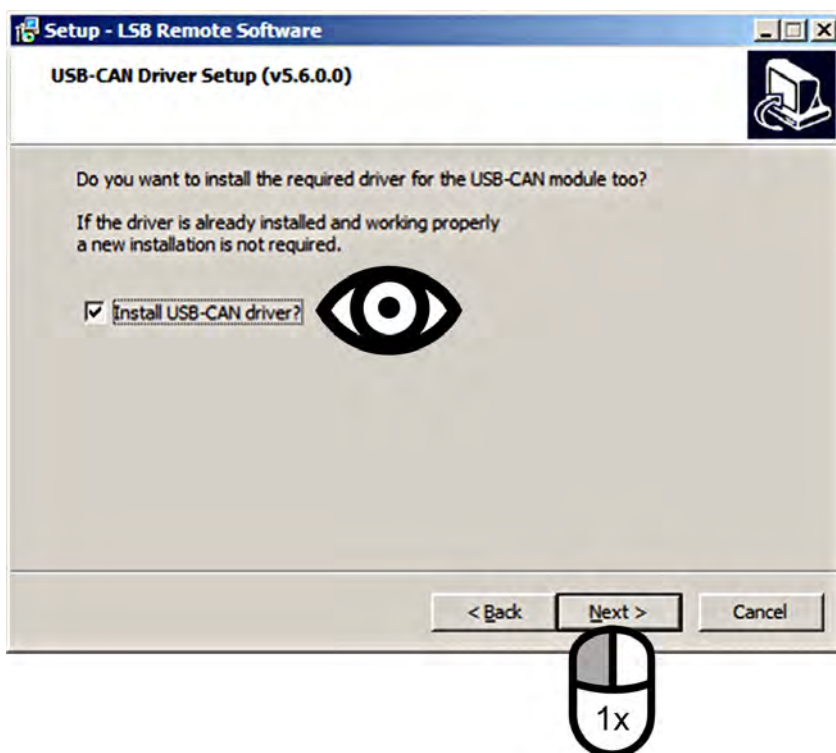 Setup - LSB Remote Software
USB-CAN Driver Setup (v5.6.0.0)
Do you want to install the required driver for the USB-CAN module too?
If the driver is already installed and working properly
a new installation is not required.
Install USB-CAN driver?
< Back Next > Cancel
1x